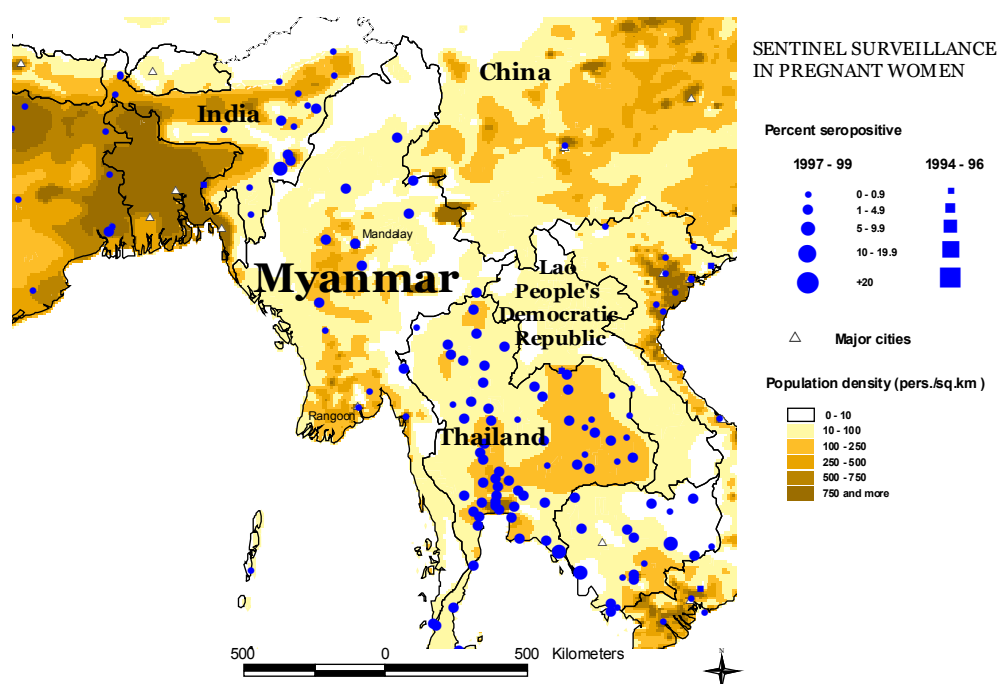 China
India
Mandalay
Myanmar
Lao
People's
Democratic
Republic
Rangoon
Thailand
500
0
500
Kilometers
N
SENTINEL SURVEILLANCE
IN PREGNANT WOMEN
Percent seropositive
1997 - 99
1994 - 96
0 - 0.9
1 - 4.9
5 - 9.9
10 - 19.9
+20
Major cities
Population density (pers./sq.km )
0 - 10
10 - 100
100 - 250
250 - 500
500 - 750
750 and more